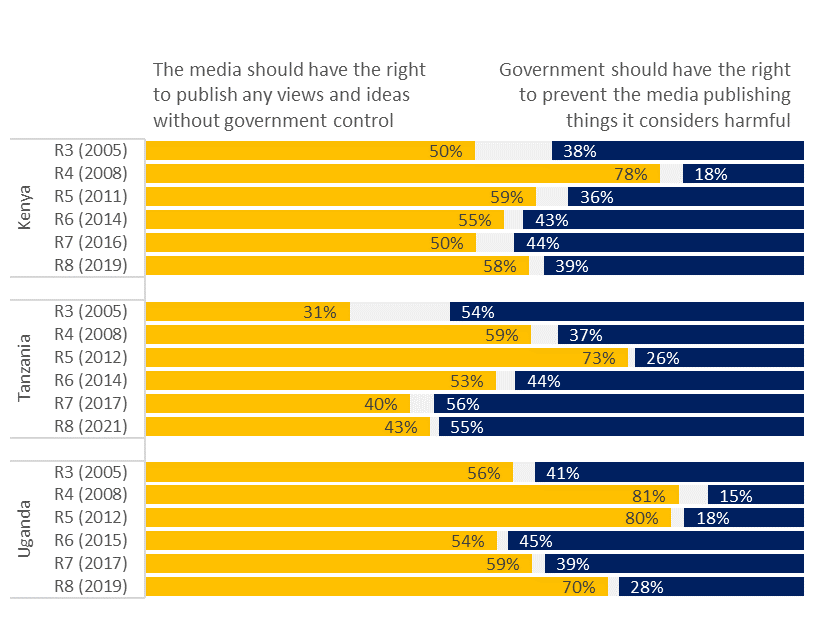 The media should have the right
to publish any views and ideas
without government control
Government should have the right
to prevent the media publishing
things it considers harmful
Kenya
R3 (2005) 50% 38%
R4 (2008) 78% 18%
R5 (2011) 59% 36%
R6 (2014) 55% 43%
R7 (2016) 50% 44%
R8 (2019) 58% 39%
Tanzania
R3 (2005) 31% 54%
R4 (2008) 59% 37%
R5 (2012) 73% 26%
R6 (2014) 53% 44%
R7 (2017) 40% 56%
R8 (2021) 43% 55%
Uganda
R3 (2005) 56% 41%
R4 (2008) 81% 15%
R5 (2012) 80% 18%
R6 (2015) 54% 45%
R7 (2017) 59% 39%
R8 (2019) 70% 28%